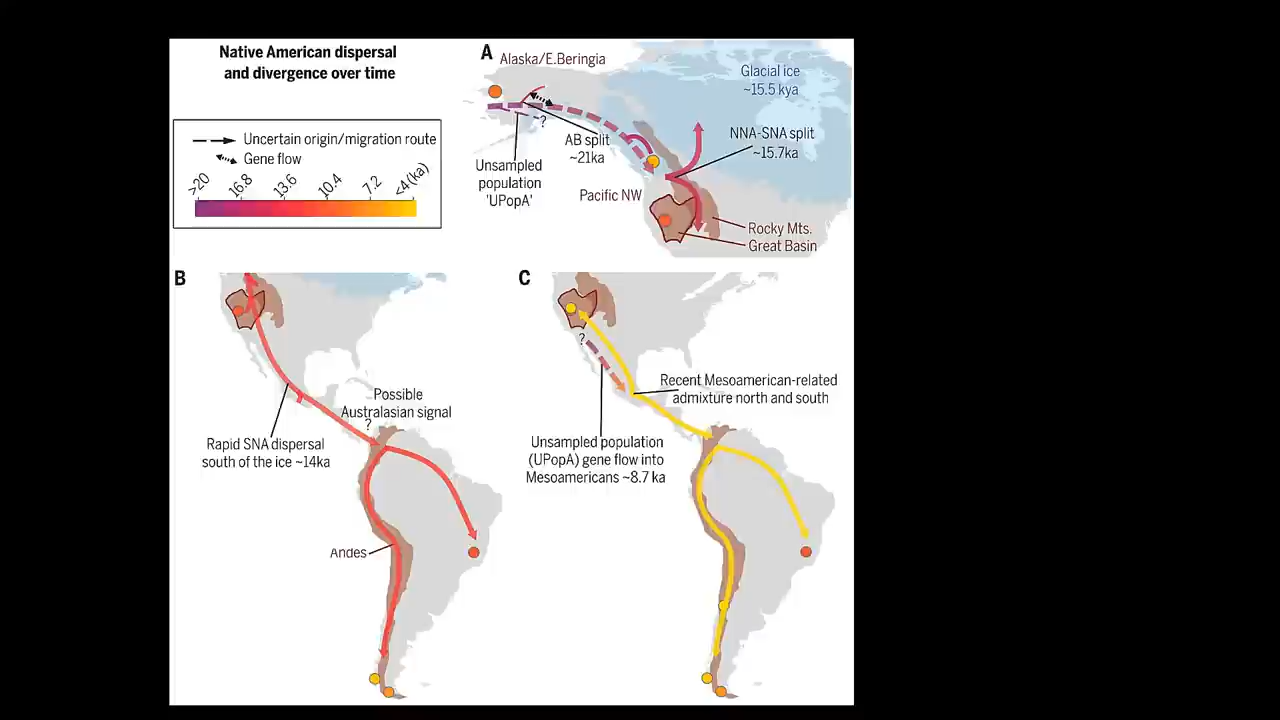 Native American dispersal
and divergence over time
Uncertain origin/migration route
Gene flow
>20
16.8
13.6
10.4
7.2
<4 (ka)
A
Alaska/E.Beringia
Glacial ice
~15.5 kya
?
AB split
~21ka
NNA-SNA split
~15.7ka
Unsampled
population
'UPopA'
Pacific NW
Rocky Mts.
Great Basin
B
Possible
Australasian signal
?
Rapid SNA dispersal
south of the ice ~14ka
Andes
C
?
Recent Mesoamerican-related
admixture north and south
Unsampled population
(UPopA) gene flow into
Mesoamericans ~8.7 ka